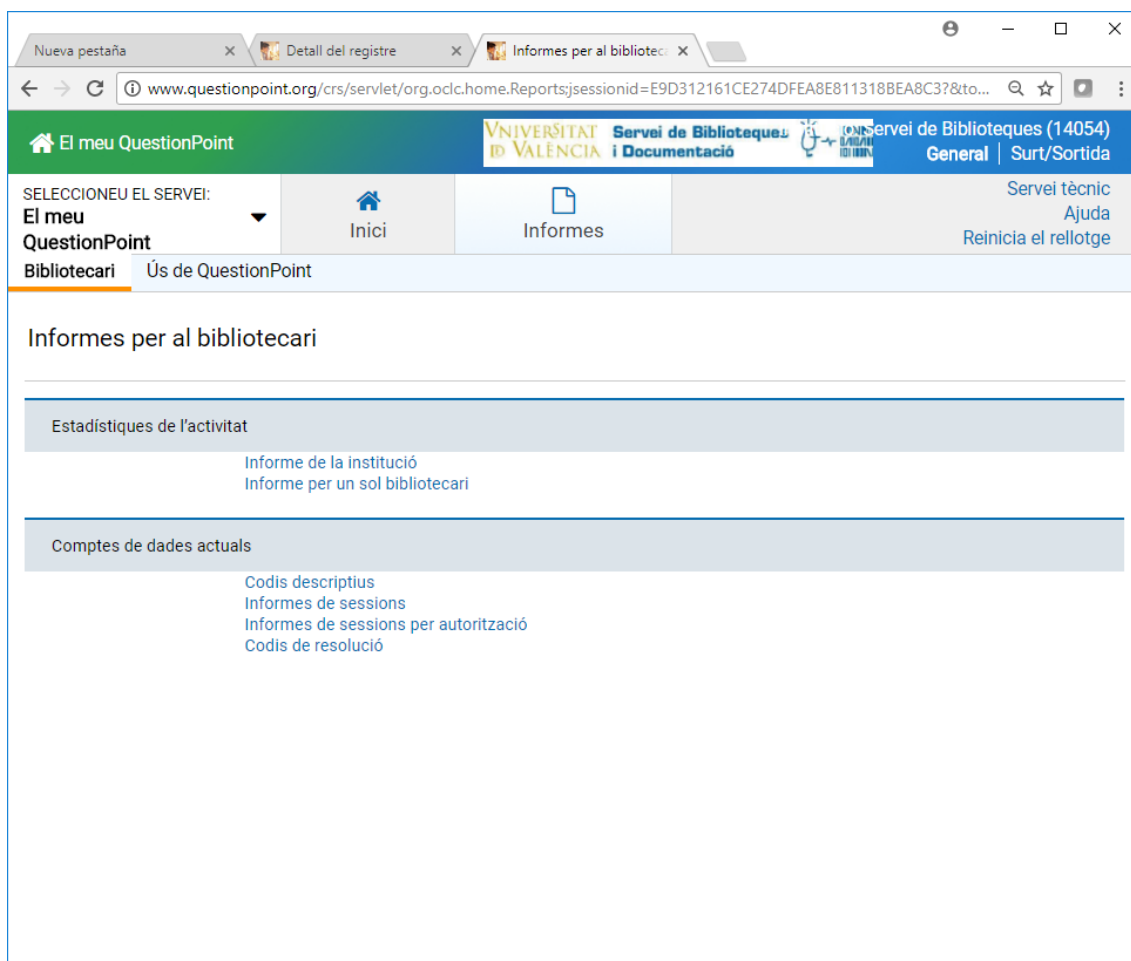 Nueva pestaña
Detall del registre
Informes per al bibliotec
www.questionpoint.org/crs/servlet/org.oclc.home.Reports;jsessionid=E9D312161CE274DFEA8E811318BEA8C3?&to...
El meu QuestionPoint
VNIVERSITAT
ID VALÈNCIA
Servei de Biblioteques
i Documentació
Servei de Biblioteques (14054)
General | Surt/Sortida
SELECCIONEU EL SERVEI:
El meu
QuestionPoint
Inici
Informes
Servei tècnic
Ajuda
Reinicia el rellotge
Bibliotecari Ús de QuestionPoint
Informes per al bibliotecari
Estadístiques de l'activitat
Informe de la institució
Informe per un sol bibliotecari
Comptes de dades actuals
Codis descriptius
Informes de sessions
Informes de sessions per autorització
Codis de resolució